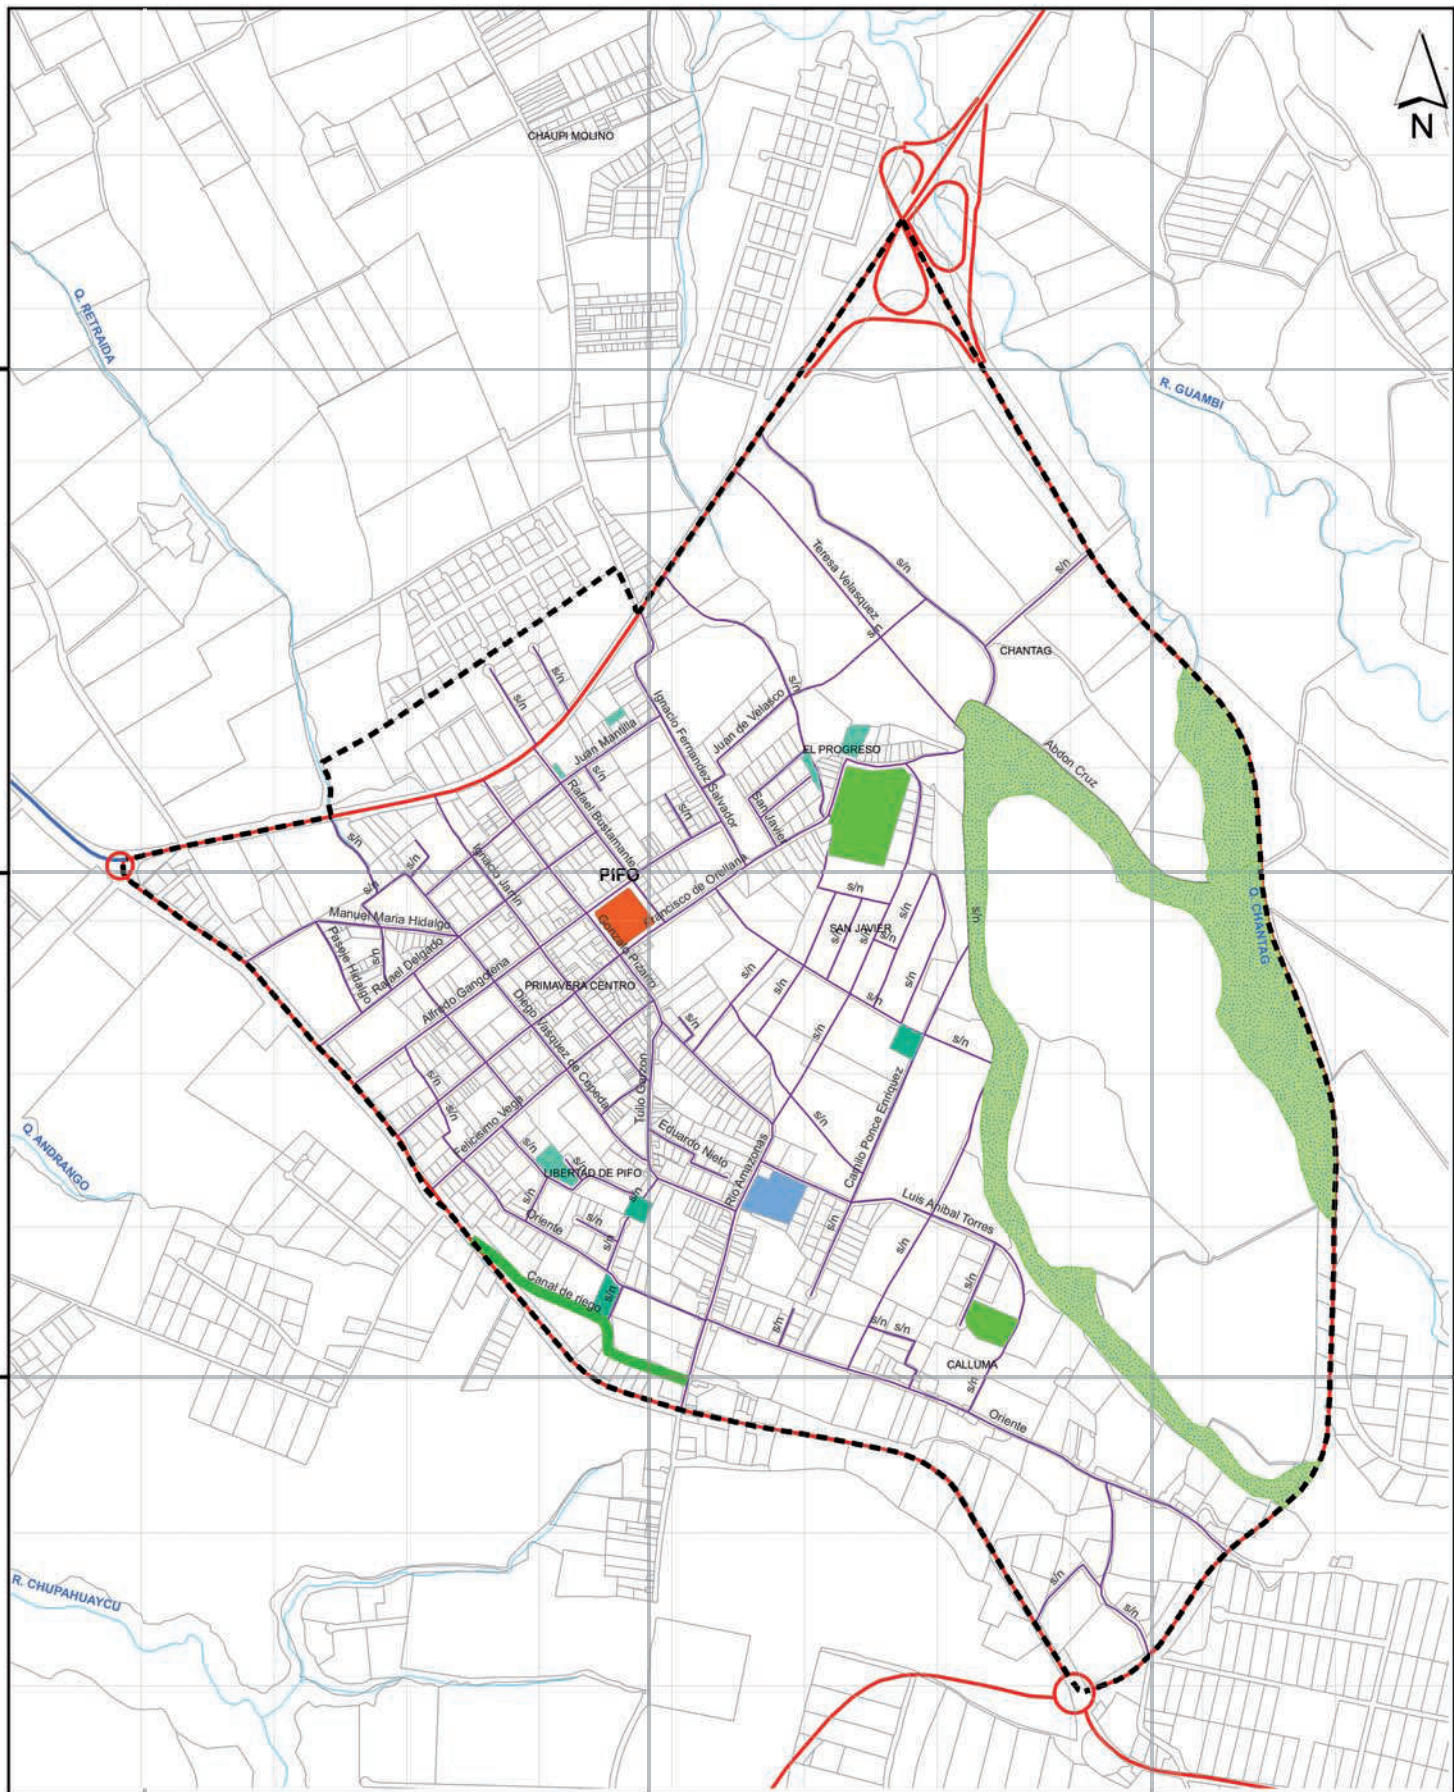 CHAUPI MOLINO
N
Q. RETRAIDA
R. GUAMBI
Teresa Velasquez
s/n
s/n
s/n
CHANTAG
s/n
s/n
s/n
Ignacio Fernandez Salvador
Juan de Velasco
Juan Mantilla
EL PROGRESO
Abdon Cruz
s/n
Rafael Bustamante
s/n
San Javier
s/n
s/n
Ignacio Jarrin
s/n
PIFO
Francisco de Orellana
s/n
Manuel Maria Hidalgo
s/n
s/n
Q. CHANTAG
SAN JAVIER
s/n
s/n
s/n
Pasaje Hidalgo
s/n
Rafael Delgado
Gonzalo Pizarro
Alfredo Gangotena
PRIMAVERA CENTRO
s/n
s/n
s/n
s/n
Diego Vasquez de Cepeda
s/n
s/n
s/n
Tulio Garzon
s/n
s/n
Camilo Ponce Enriquez
s/n
Felicisimo Vega
Eduardo Nieto
Q. ANDRANGO
s/n
s/n
LIBERTAD DE PIFO
Rio Amazonas
s/n
s/n
Luis Anibal Torres
Oriente
s/n
s/n
s/n
s/n
Canal de riego
s/n
s/n
s/n
s/n
s/n
CALLUMA
s/n
Oriente
R. CHUPAHUAYCU
s/n
s/n